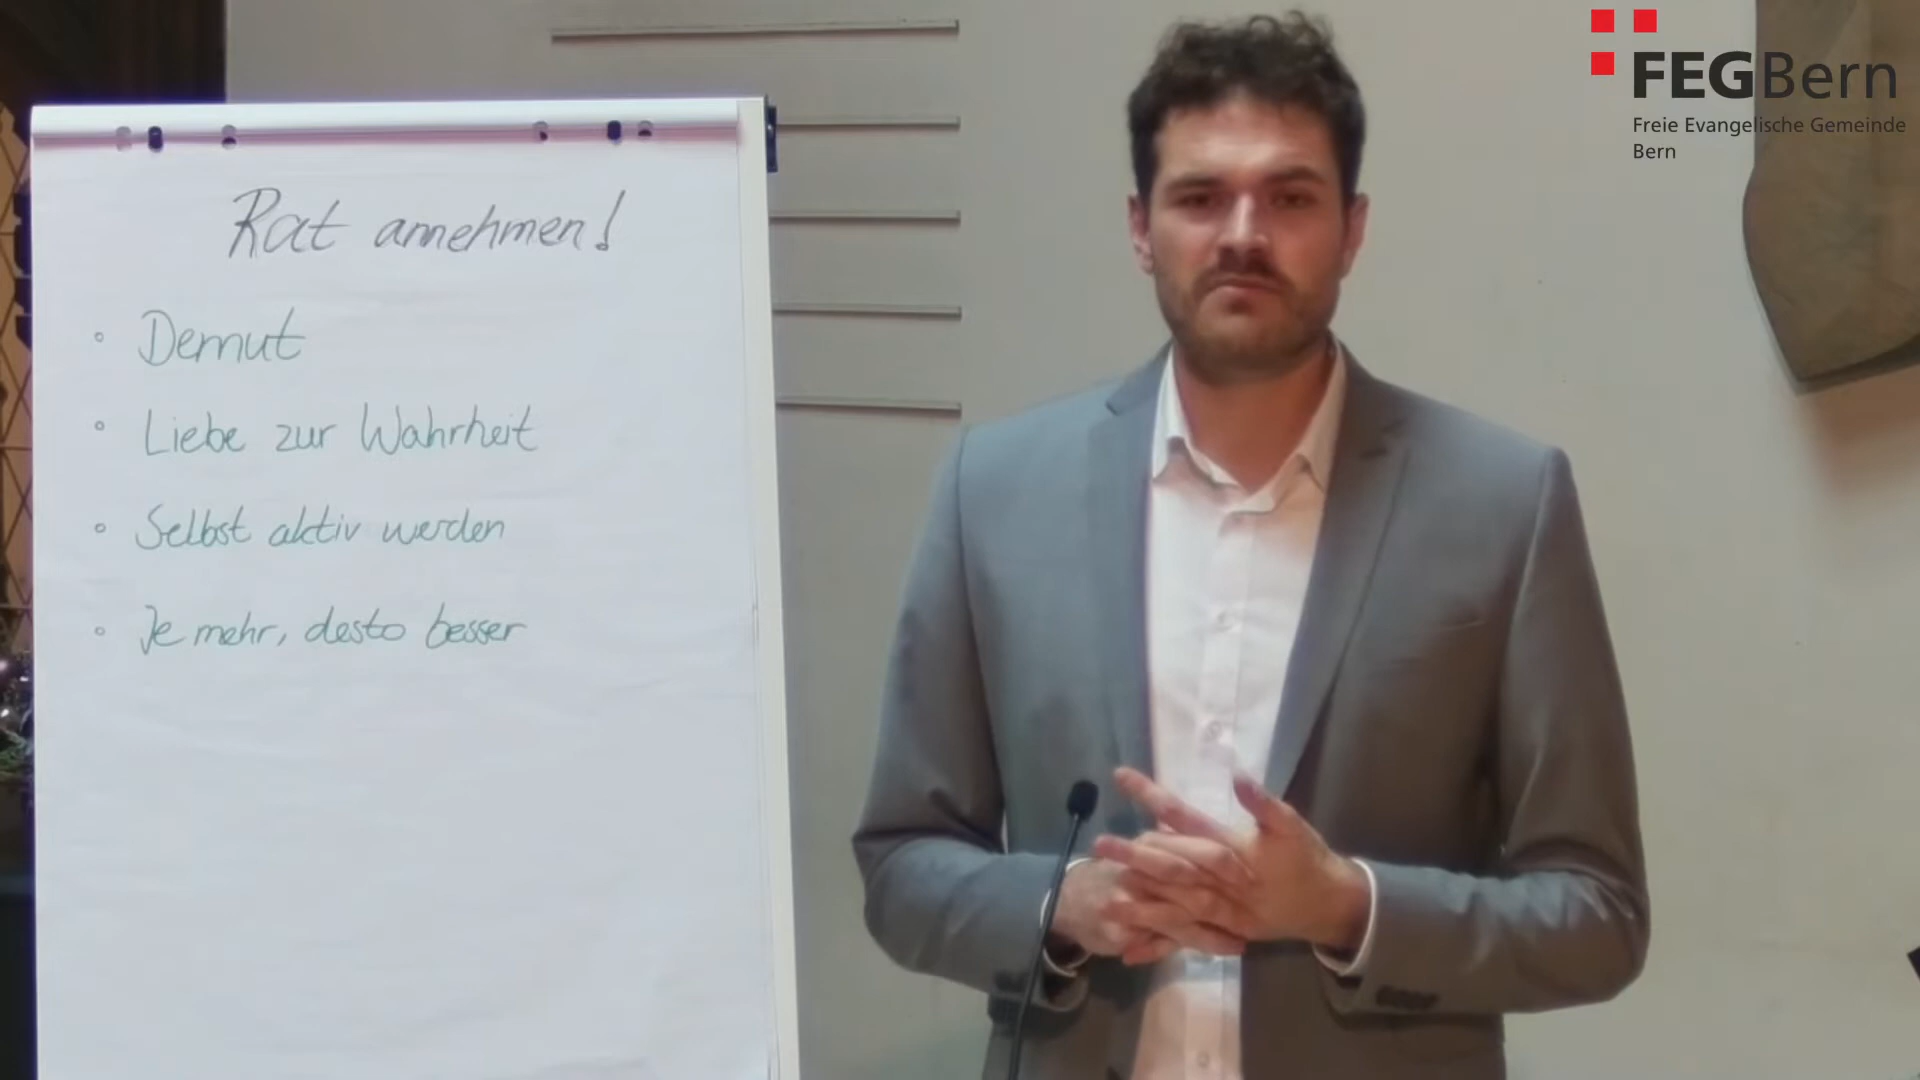 Rat annehmen!
Demut
Liebe zur Wahrheit
Selbst aktiv werden
Je mehr, desto besser
FEGBern
Freie Evangelische Gemeinde
Bern